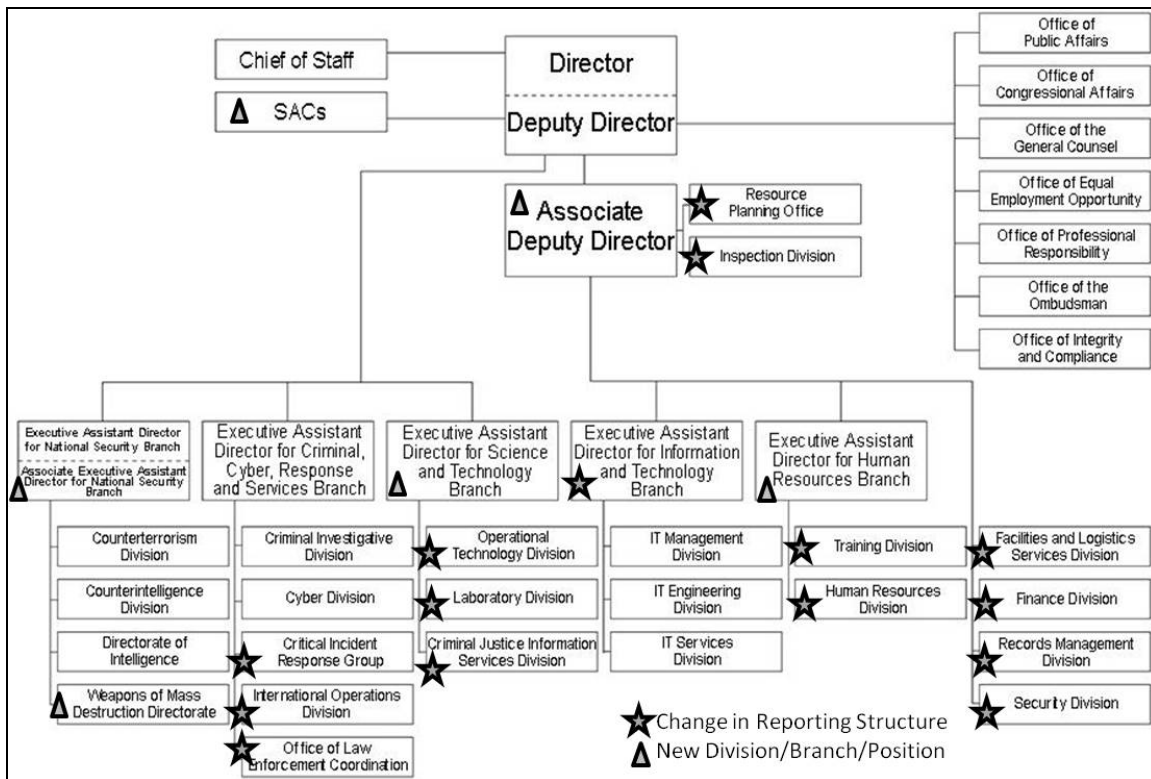 Chief of Staff
SACs
Director
Deputy Director
Associate
Deputy Director
Resource
Planning Office
Inspection Division
Office of
Public Affairs
Office of
Congressional Affairs
Office of the
General Counsel
Office of Equal
Employment Opportunity
Office of Professional
Responsibility
Office of the
Ombudsman
Office of Integrity
and Compliance
Executive Assistant Director
for National Security Branch
Associate Executive Assistant
Director for National Security
Branch
Counterterrorism
Division
Counterintelligence
Division
Directorate of
Intelligence
Weapons of Mass
Destruction Directorate
Executive Assistant
Director for Criminal,
Cyber, Response
and Services Branch
Criminal Investigative
Division
Cyber Division
Critical Incident
Response Group
International Operations
Division
Office of Law
Enforcement Coordination
Executive Assistant
Director for Science
and Technology
Branch
Operational
Technology Division
Laboratory Division
Criminal Justice Information
Services Division
Executive Assistant
Director for Information
and Technology
Branch
IT Management
Division
IT Engineering
Division
IT Services
Division
Executive Assistant
Director for Human
Resources Branch
Training Division
Human Resources
Division
Facilities and Logistics
Services Division
Finance Division
Records Management
Division
Security Division
Change in Reporting Structure
New Division/Branch/Position